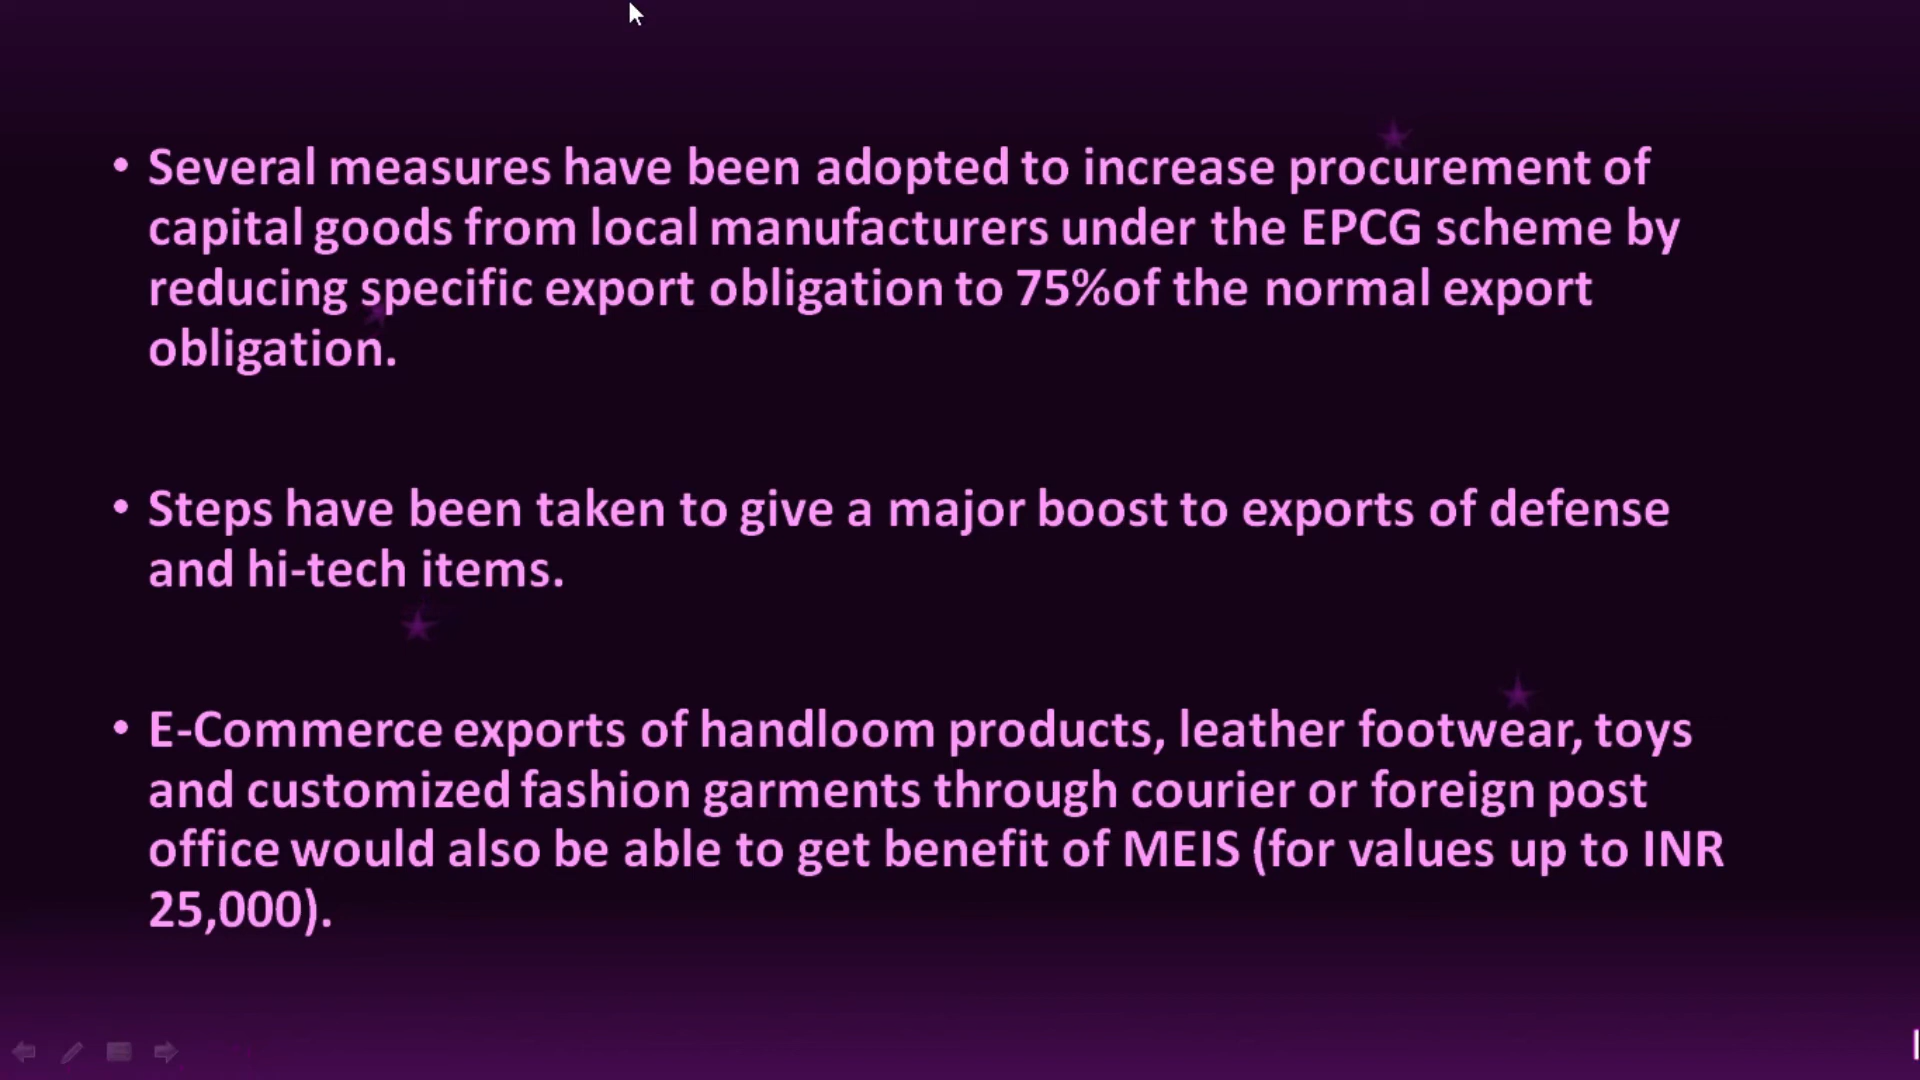 • Several measures have been adopted to increase procurement of
capital goods from local manufacturers under the EPCG scheme by
reducing specific export obligation to 75%of the normal export
obligation.
• Steps have been taken to give a major boost to exports of defense
and hi-tech items.
• E-Commerce exports of handloom products, leather footwear, toys
and customized fashion garments through courier or foreign post
office would also be able to get benefit of MEIS (for values up to INR
25,000).